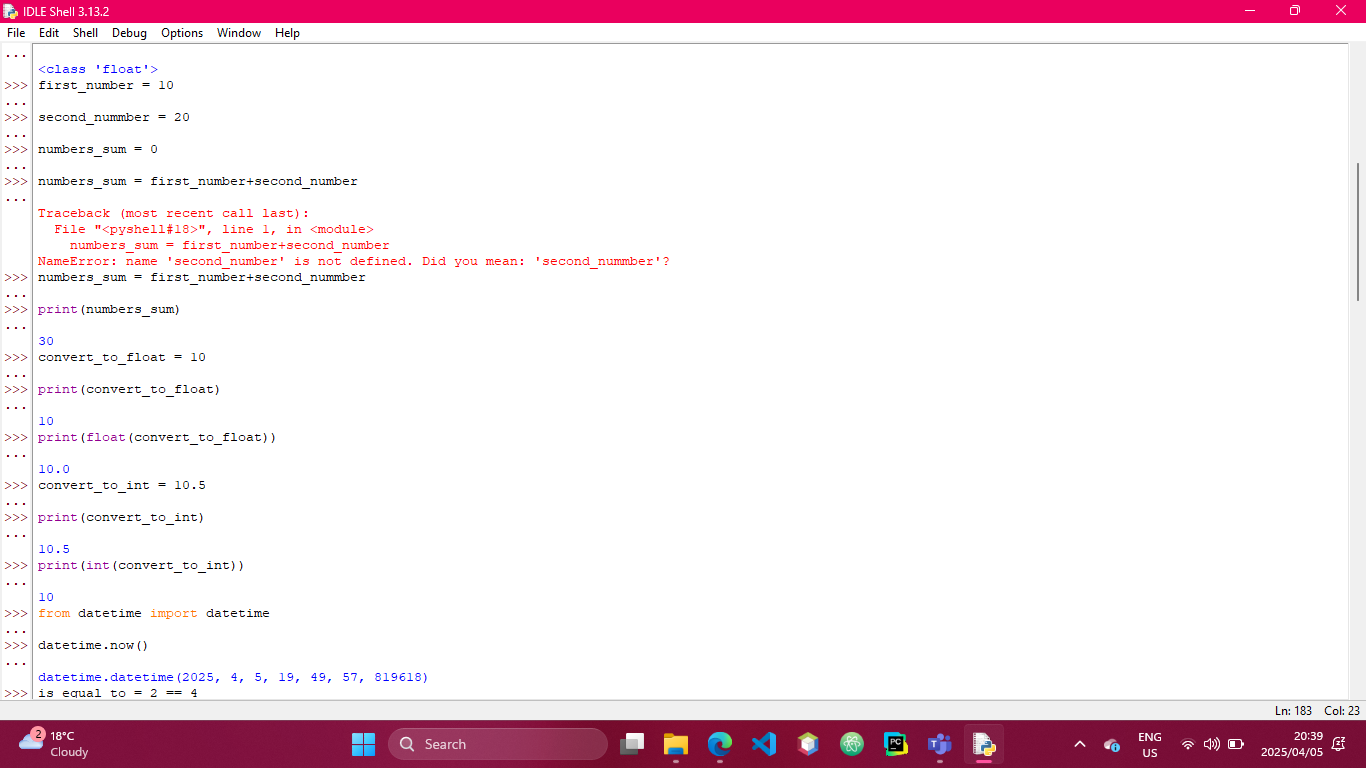 IDLE Shell 3.13.2
File Edit Shell Debug Options Window Help
...
<class 'float'>
>>> first_number = 10
...
>>> second_nummber = 20
...
>>> numbers_sum = 0
...
>>> numbers_sum = first_number+second_number
...
Traceback (most recent call last):
  File "<pyshell#18>", line 1, in <module>
    numbers_sum = first_number+second_number
NameError: name 'second_number' is not defined. Did you mean: 'second_nummber'?
>>> numbers_sum = first_number+second_nummber
...
>>> print(numbers_sum)
...
30
>>> convert_to_float = 10
...
>>> print(convert_to_float)
...
10
>>> print(float(convert_to_float))
...
10.0
>>> convert_to_int = 10.5
...
>>> print(convert_to_int)
...
10.5
>>> print(int(convert_to_int))
...
10
>>> from datetime import datetime
...
>>> datetime.now()
...
datetime.datetime(2025, 4, 5, 19, 49, 57, 819618)
>>> is equal to = 2 == 4
Ln: 183 Col: 23
2
18°C
Cloudy
Search
PC
ENG
US
20:39
2025/04/05